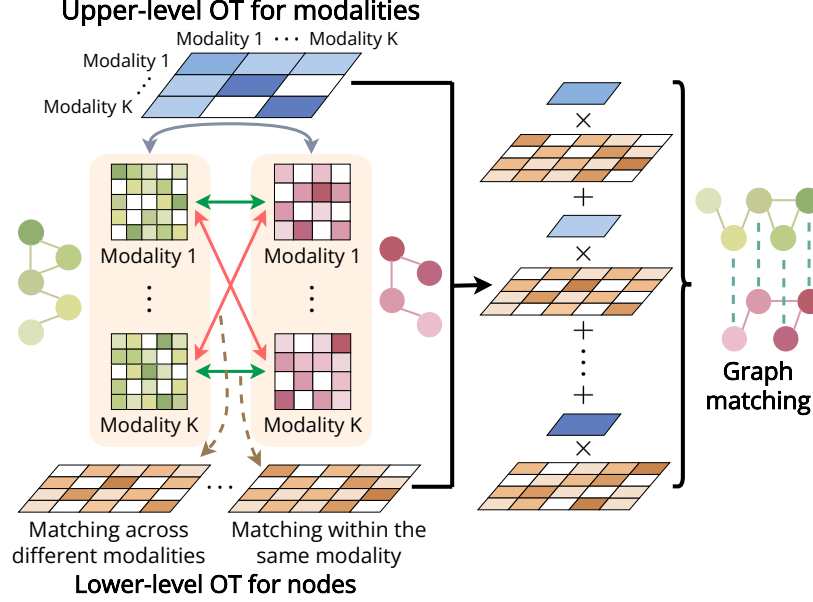 Upper-level OT for modalities
Modality 1 ··· Modality K
Modality 1
⋮
Modality K
Modality 1
Modality 1
⋮
⋮
Modality K
Modality K
···
Matching across
different modalities
Matching within the
same modality
Lower-level OT for nodes
×
+
×
+
⋮
+
×
Graph
matching